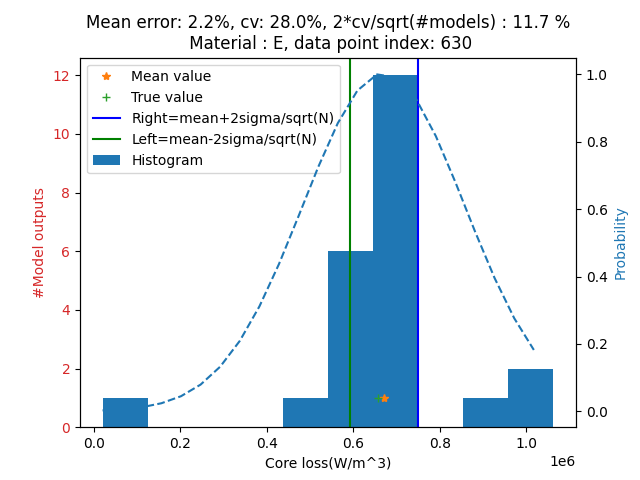 Mean error: 2.2%, cv: 28.0%, 2*cv/sqrt(#models) : 11.7 %
Material : E, data point index: 630
Mean value
True value
Right=mean+2sigma/sqrt(N)
Left=mean-2sigma/sqrt(N)
Histogram
12
10
8
6
4
2
0
#Model outputs
1.0
0.8
0.6
0.4
0.2
0.0
Probability
0.0
0.2
0.4
0.6
0.8
1.0
1e6
Core loss(W/m^3)